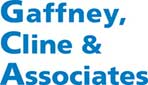 Gaffney,
Cline &
Associates